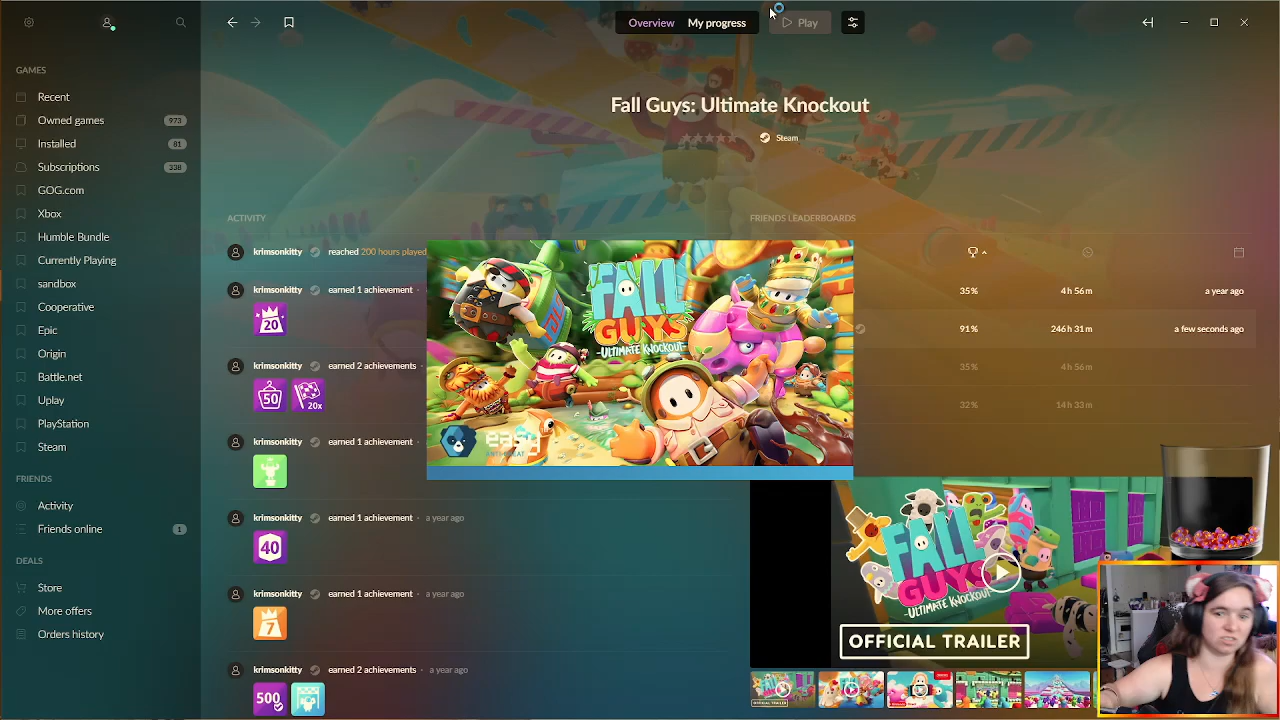 Overview
My progress
Play
GAMES
Recent
Owned games 973
Installed 81
Subscriptions 338
GOG.com
Xbox
Humble Bundle
Currently Playing
sandbox
Cooperative
Epic
Origin
Battle.net
Uplay
PlayStation
Steam
FRIENDS
Activity
Friends online 1
DEALS
Store
More offers
Orders history
Fall Guys: Ultimate Knockout
Steam
ACTIVITY
krimsonkitty reached 200 hours played
krimsonkitty earned 1 achievement
20
krimsonkitty earned 2 achievements
50 20x
krimsonkitty earned 1 achievement
krimsonkitty earned 1 achievement · a year ago
40
krimsonkitty earned 1 achievement · a year ago
7
krimsonkitty earned 2 achievements · a year ago
500
FALL
GUYS
-ULTIMATE KNOCKOUT-
easy
ANTI-CHEAT
FRIENDS LEADERBOARDS
35% 4 h 56 m a year ago
91% 246 h 31 m a few seconds ago
35% 4 h 56 m
32% 14 h 33 m
FALL
GUYS
-ULTIMATE KNOCKOUT-
OFFICIAL TRAILER